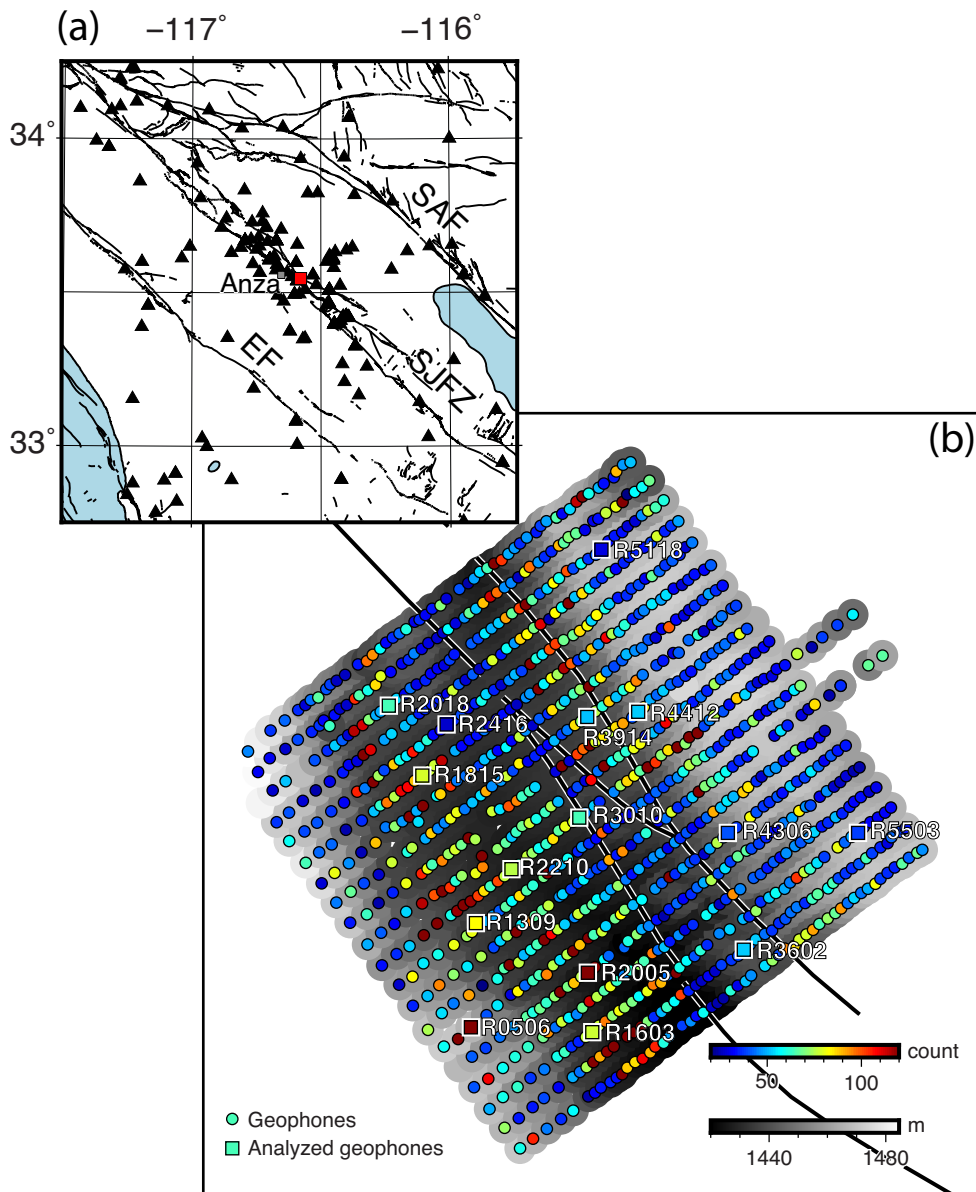 (a)
−117° −116°
34°
33°
SAF
Anza
EF
SJFZ
(b)
R5118
R2018
R2416
R4412
R3914
R1815
R3010
R4306
R5503
R2210
R1309
R3602
R2005
R0506
R1603
count
50 100
m
1440 1480
Geophones
Analyzed geophones